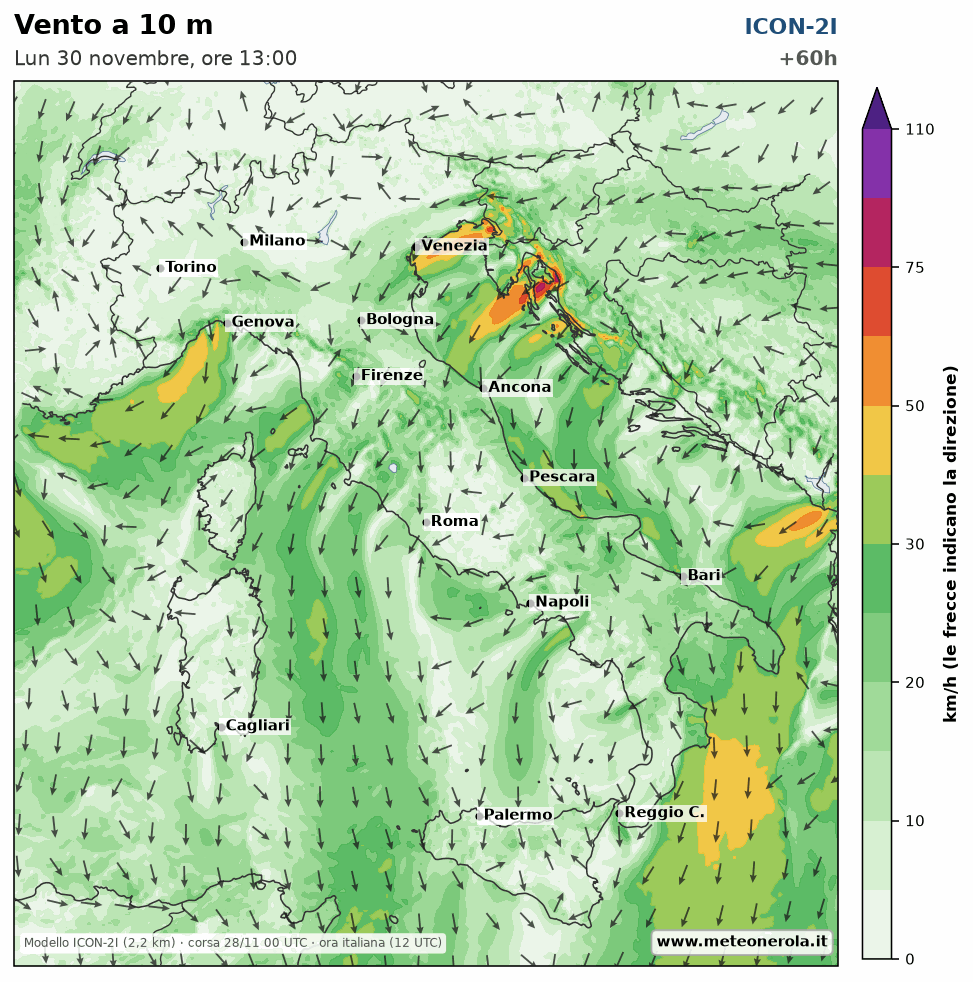 Vento a 10 m
ICON-2I
Lun 30 novembre, ore 13:00
+60h
110
75
50
30
20
10
0
km/h (le frecce indicano la direzione)
Venezia
Milano
Torino
Genova
Bologna
Firenze
Ancona
Pescara
Roma
Bari
Napoli
Cagliari
Palermo
Reggio C.
Modello ICON-2I (2,2 km) · corsa 28/11 00 UTC · ora italiana (12 UTC)
www.meteonerola.it